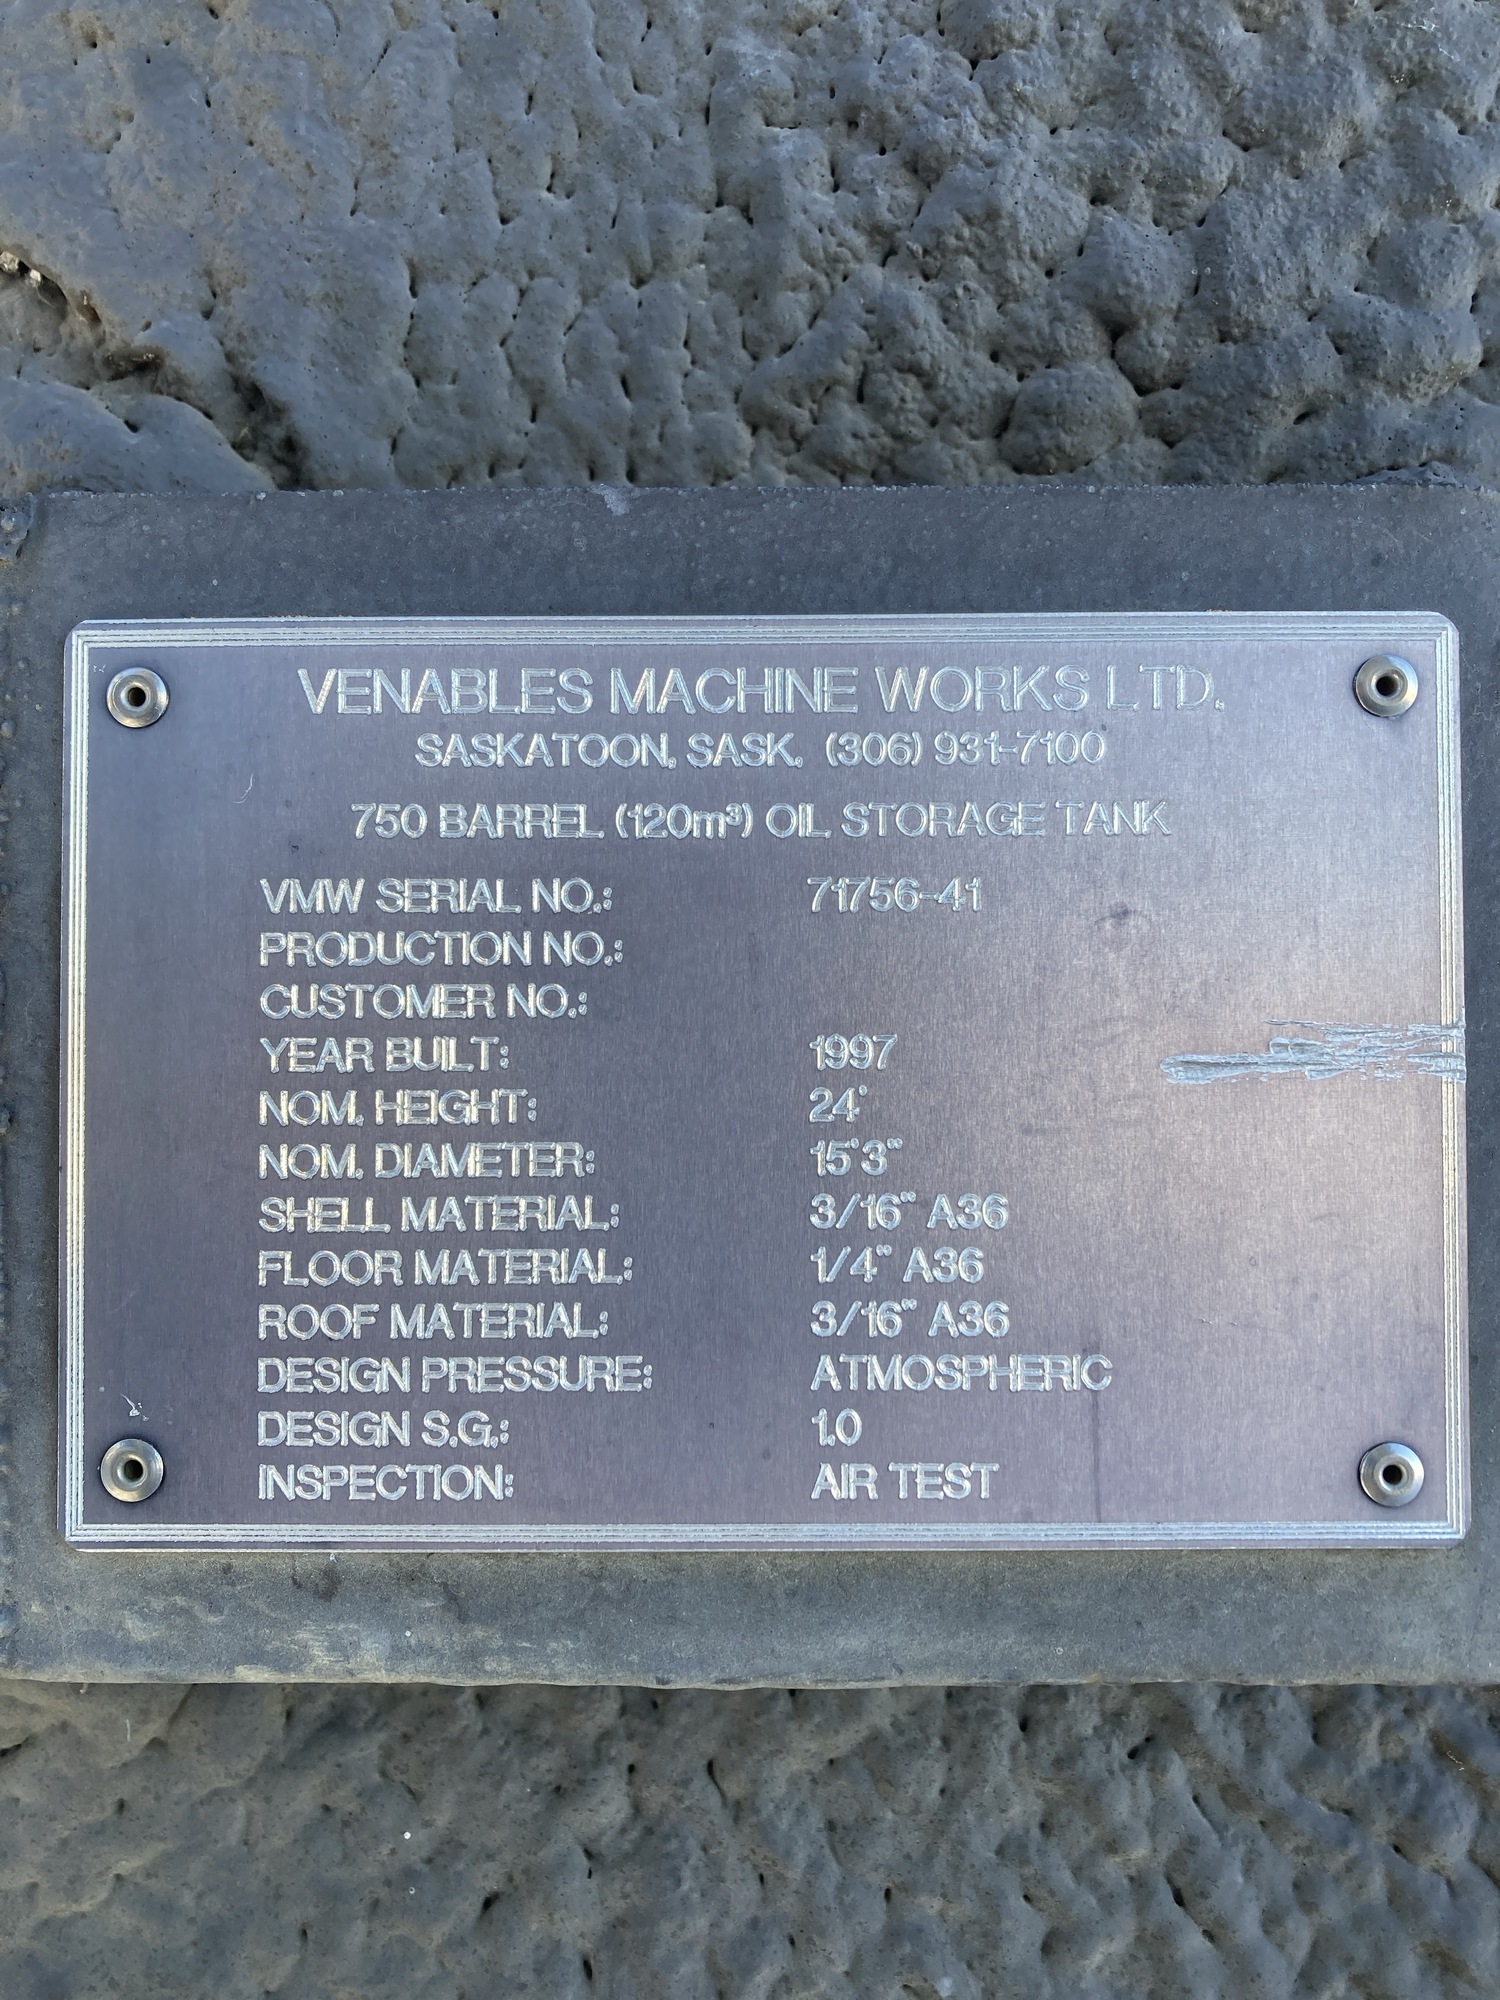 VENABLES MACHINE WORKS LTD.
SASKATOON, SASK. (306) 931-7100
750 BARREL (120m³) OIL STORAGE TANK
VMW SERIAL NO.: 71756-41
PRODUCTION NO.:
CUSTOMER NO.:
YEAR BUILT: 1997
NOM. HEIGHT: 24'
NOM. DIAMETER: 15'3"
SHELL MATERIAL: 3/16" A36
FLOOR MATERIAL: 1/4" A36
ROOF MATERIAL: 3/16" A36
DESIGN PRESSURE: ATMOSPHERIC
DESIGN S.G.: 1.0
INSPECTION: AIR TEST